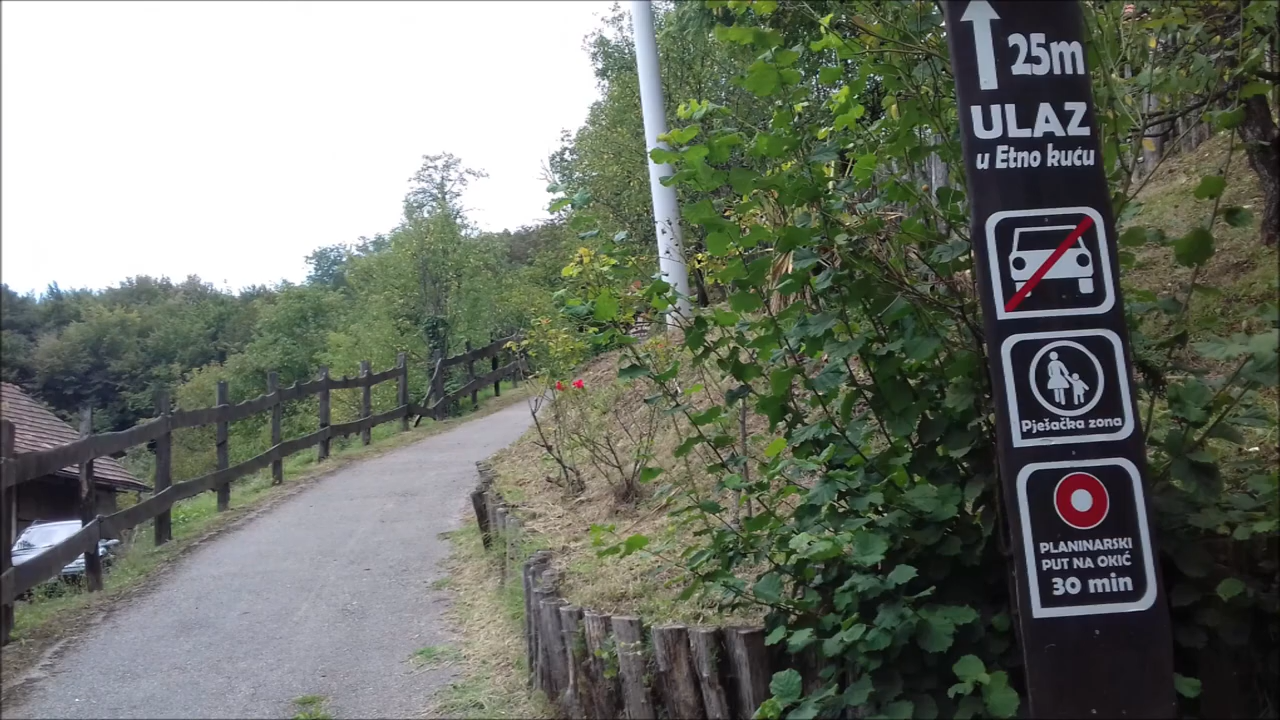 25m
ULAZ
u Etno kuću
Pješačka zona
PLANINARSKI
PUT NA OKIĆ
30 min